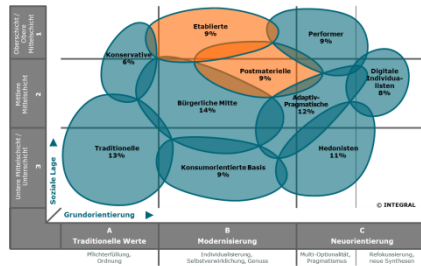 Oberschicht / Obere Mittelschicht
1
Mittlere Mittelschicht
2
Untere Mittelschicht / Unterschicht
3
Soziale Lage
Etablierte
9%
Performer
9%
Konservative
6%
Postmaterielle
9%
Digitale
Individua-
listen
8%
Bürgerliche Mitte
14%
Adaptiv-
Pragmatische
12%
Traditionelle
13%
Hedonisten
11%
Konsumorientierte Basis
9%
© INTEGRAL
Grundorientierung
A
Traditionelle Werte
B
Modernisierung
C
Neuorientierung
Pflichterfüllung,
Ordnung
Individualisierung,
Selbstverwirklichung, Genuss
Multi-Optionalität,
Pragmatismus
Refokussierung,
neue Synthesen